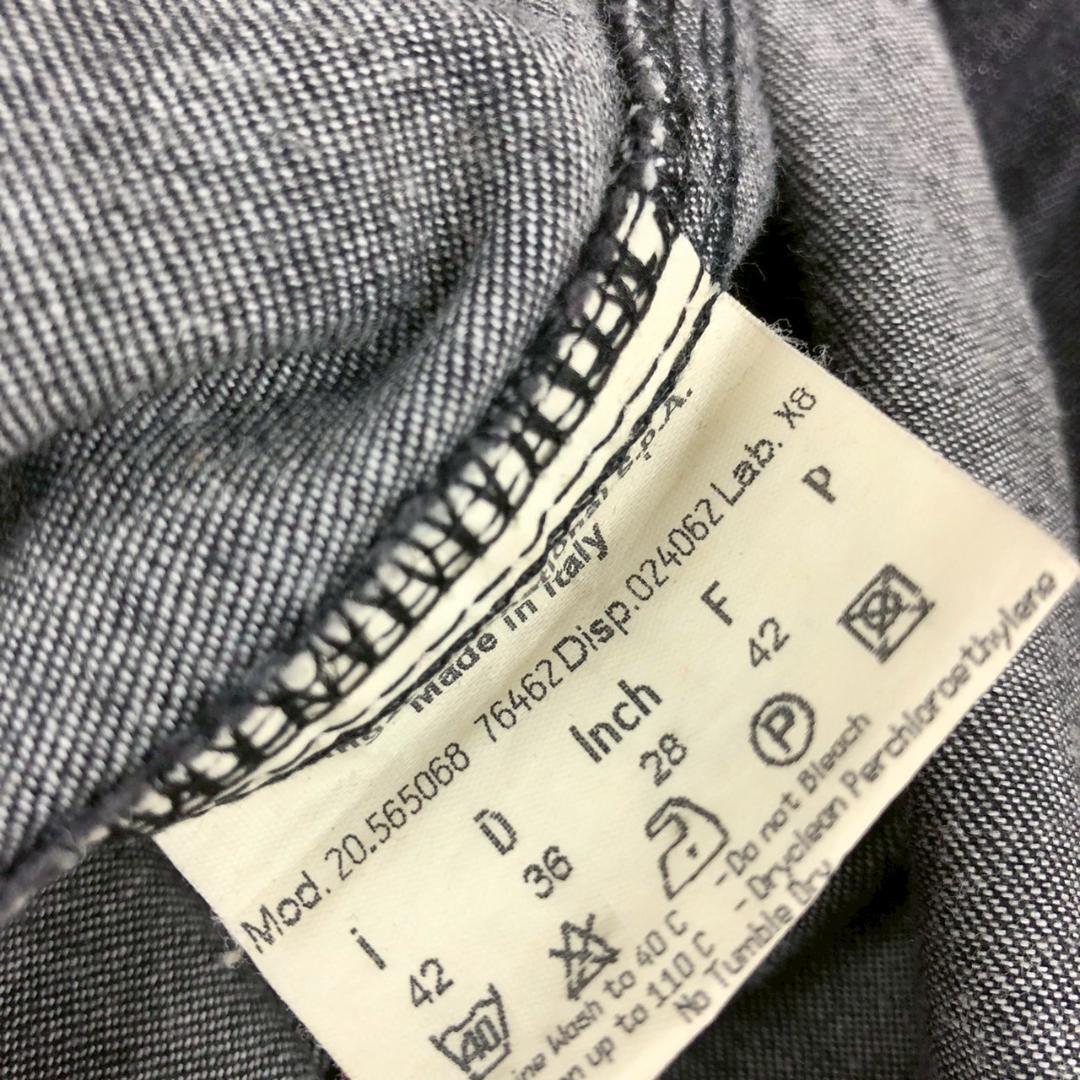 S.p.A.
Made in Italy
Mod. 20.565068 76462 Disp.024062 Lab. X8
i D Inch F P
42 36 28 42
40 P
-Do not Bleach
-Dryclean Perchloroethylene
Wash to 40 C
up to 110 C
No Tumble Dry